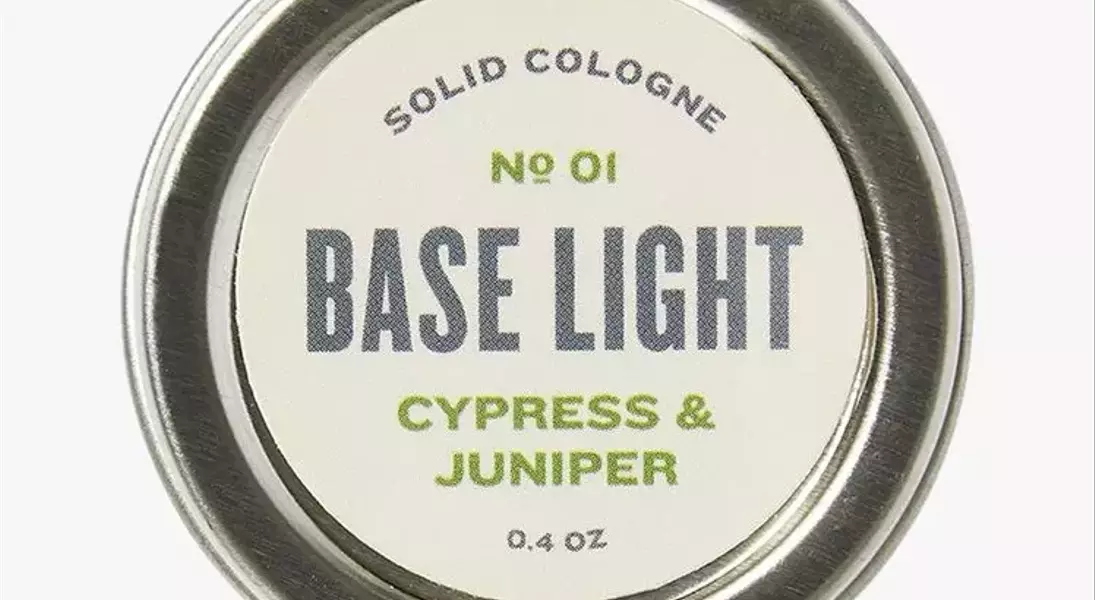 SOLID COLOGNE
Nº 01
BASE LIGHT
CYPRESS &
JUNIPER
0.4 OZ